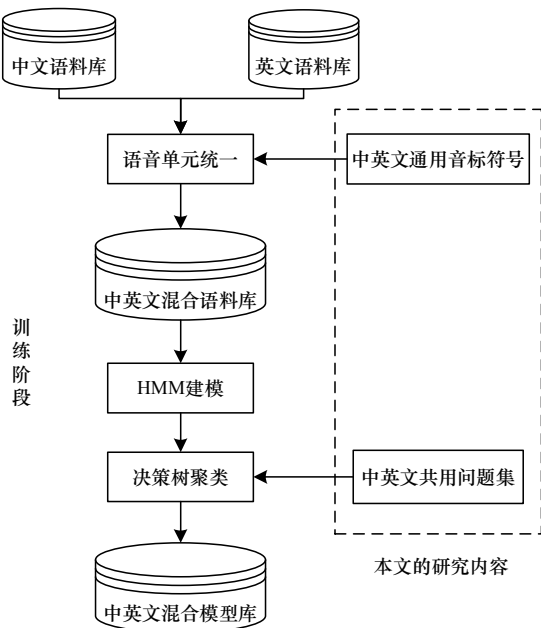 中文语料库
英文语料库
语音单元统一
中英文通用音标符号
中英文混合语料库
训练阶段
HMM建模
决策树聚类
中英文共用问题集
本文的研究内容
中英文混合模型库